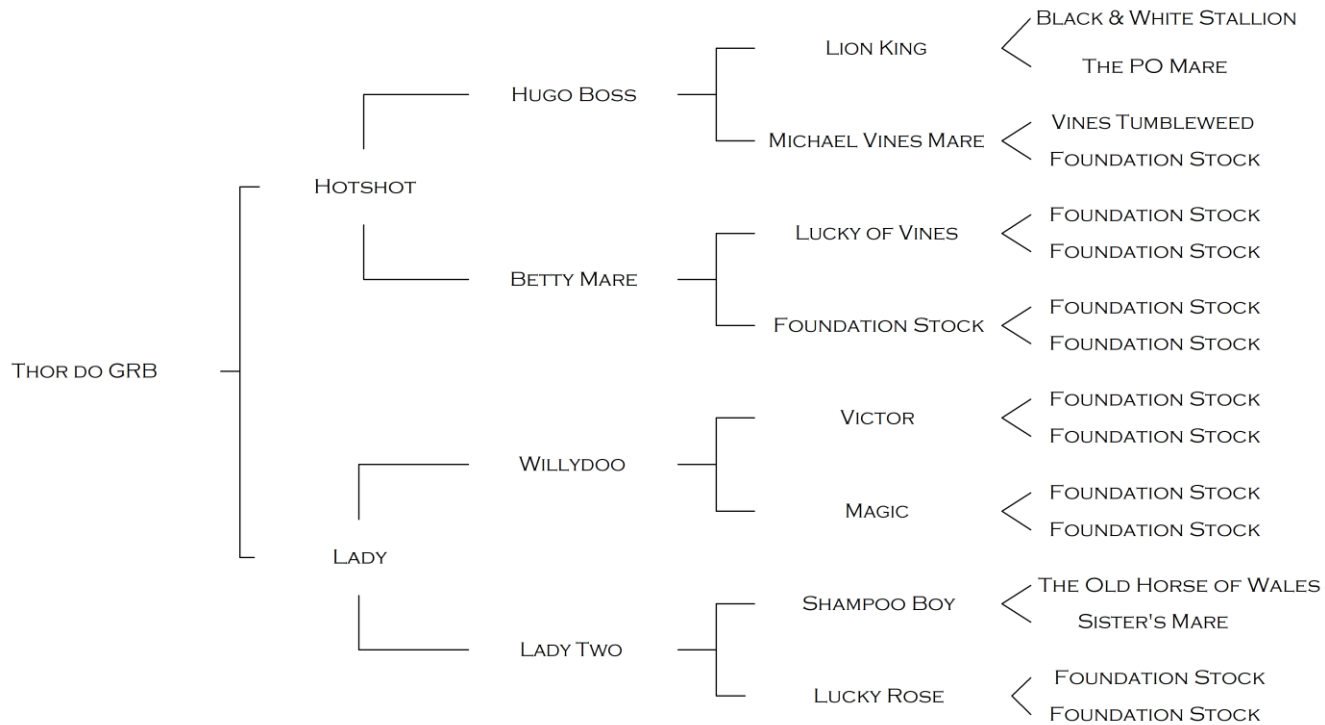 Black & White Stallion
Lion King
The PO Mare
Hugo Boss
Vines Tumbleweed
Michael Vines Mare
Foundation Stock
Hotshot
Foundation Stock
Lucky of Vines
Foundation Stock
Betty Mare
Foundation Stock
Foundation Stock
Foundation Stock
Thor do GRB
Foundation Stock
Victor
Foundation Stock
Willydoo
Foundation Stock
Magic
Foundation Stock
Lady
The Old Horse of Wales
Shampoo Boy
Sister's Mare
Lady Two
Foundation Stock
Lucky Rose
Foundation Stock